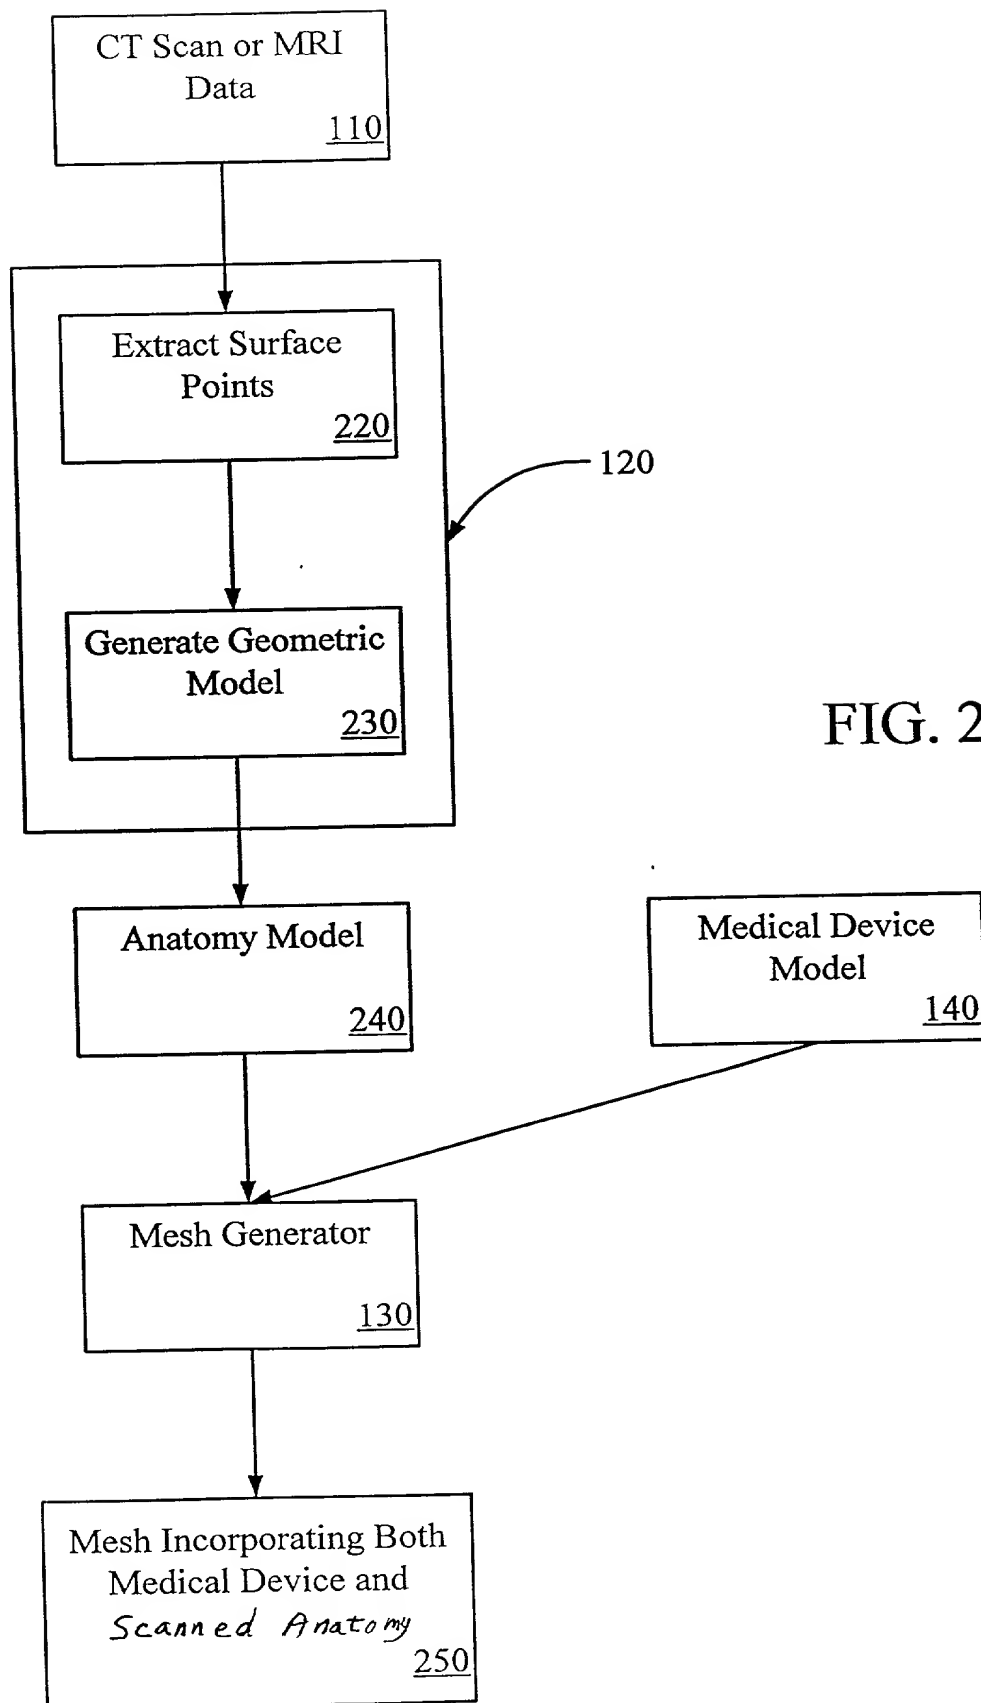 CT Scan or MRI
Data
110
Extract Surface
Points
220
120
Generate Geometric
Model
230
FIG. 2
Anatomy Model
240
Medical Device
Model
140
Mesh Generator
130
Mesh Incorporating Both
Medical Device and
Scanned Anatomy
250